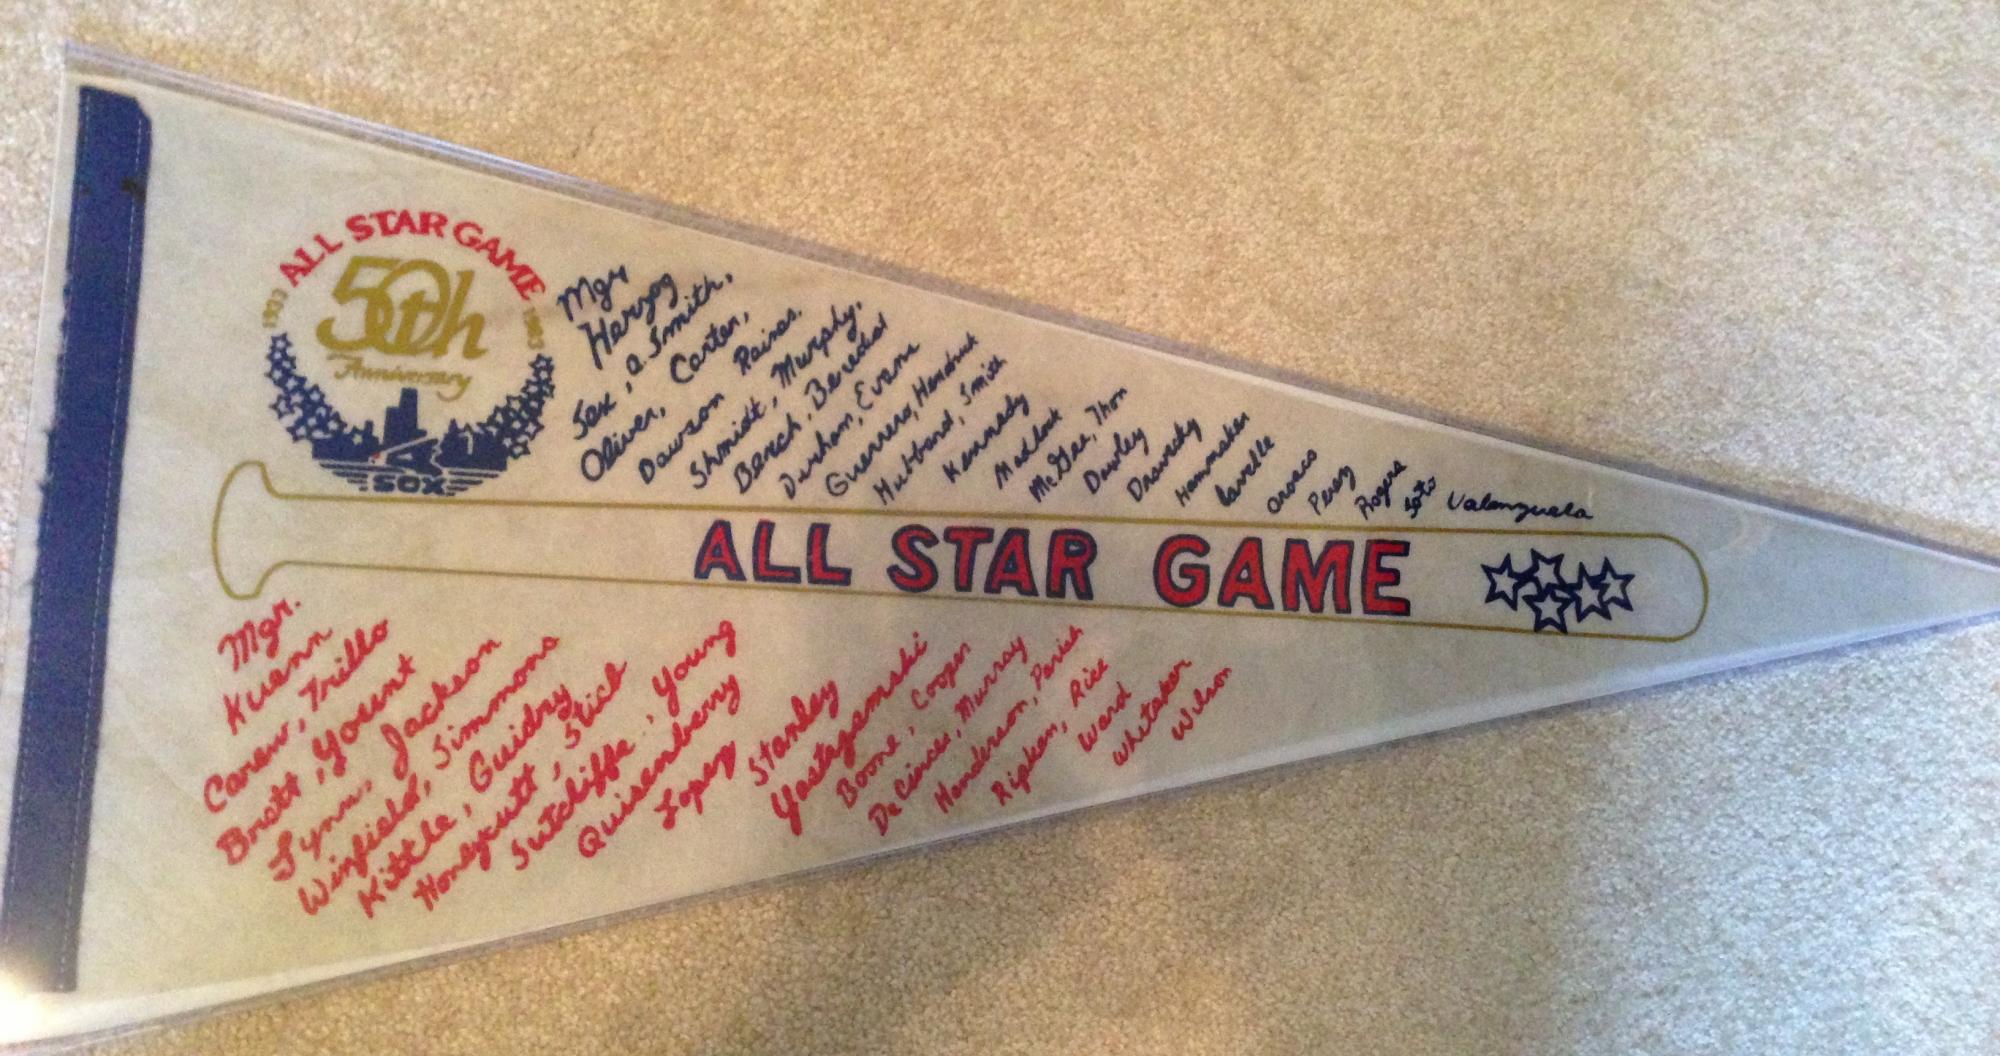 ALL STAR GAME
1933 1983
50th
Anniversary
SOX
Mgr
Herzog
Sax, O. Smith,
Oliver, Carter,
Dawson Raines.
Shmidt, Murphy,
Bench, Benedict
Durham, Evans
Guerrero, Hendrick
Hubbard, Smith
Kennedy
Madlock
McGee, Thon
Dawley
Dravecky
Hammaker
Lavelle
Orosco
Perez
Rogers
Soto
Valenzuela
ALL STAR GAME
Mgr.
Kuenn
Carew, Trillo
Brett, Yount
Lynn, Jackson
Winfield, Simmons
Kittle, Guidry
Honeycutt, Stieb
Sutcliffe, Young
Quisenberry
Lopez Stanley
Yastrzemski
Boone, Cooper
DeCinces, Murray
Henderson, Parish
Ripken, Rice
Ward
Whitaker
Wilson